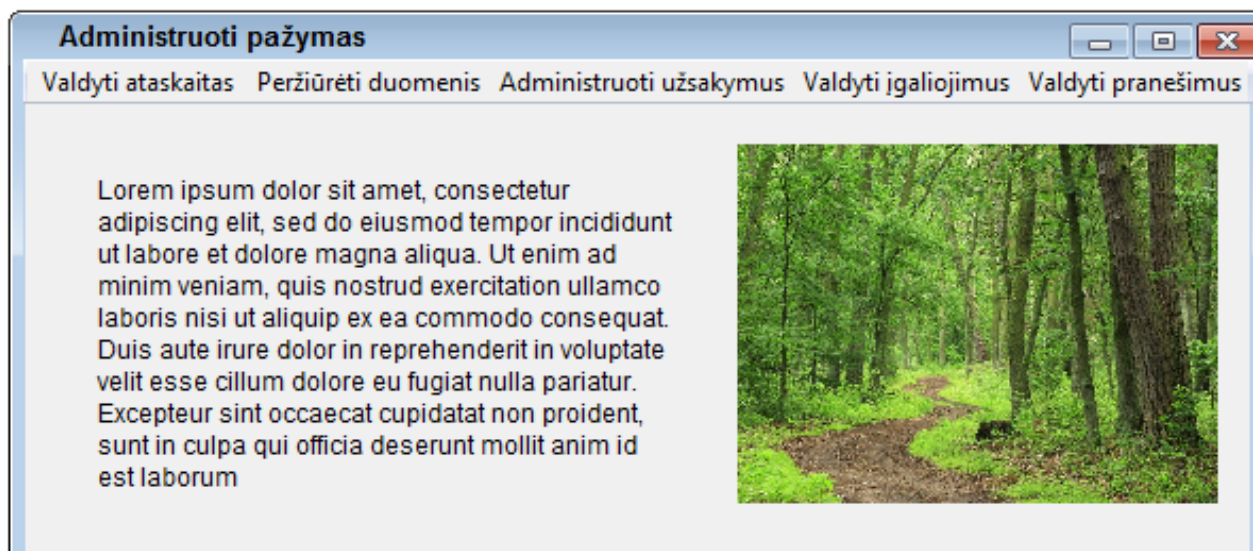 Administruoti pažymas
Valdyti ataskaitas Peržiūrėti duomenis Administruoti užsakymus Valdyti įgaliojimus Valdyti pranešimus
Lorem ipsum dolor sit amet, consectetur
adipiscing elit, sed do eiusmod tempor incididunt
ut labore et dolore magna aliqua. Ut enim ad
minim veniam, quis nostrud exercitation ullamco
laboris nisi ut aliquip ex ea commodo consequat.
Duis aute irure dolor in reprehenderit in voluptate
velit esse cillum dolore eu fugiat nulla pariatur.
Excepteur sint occaecat cupidatat non proident,
sunt in culpa qui officia deserunt mollit anim id
est laborum